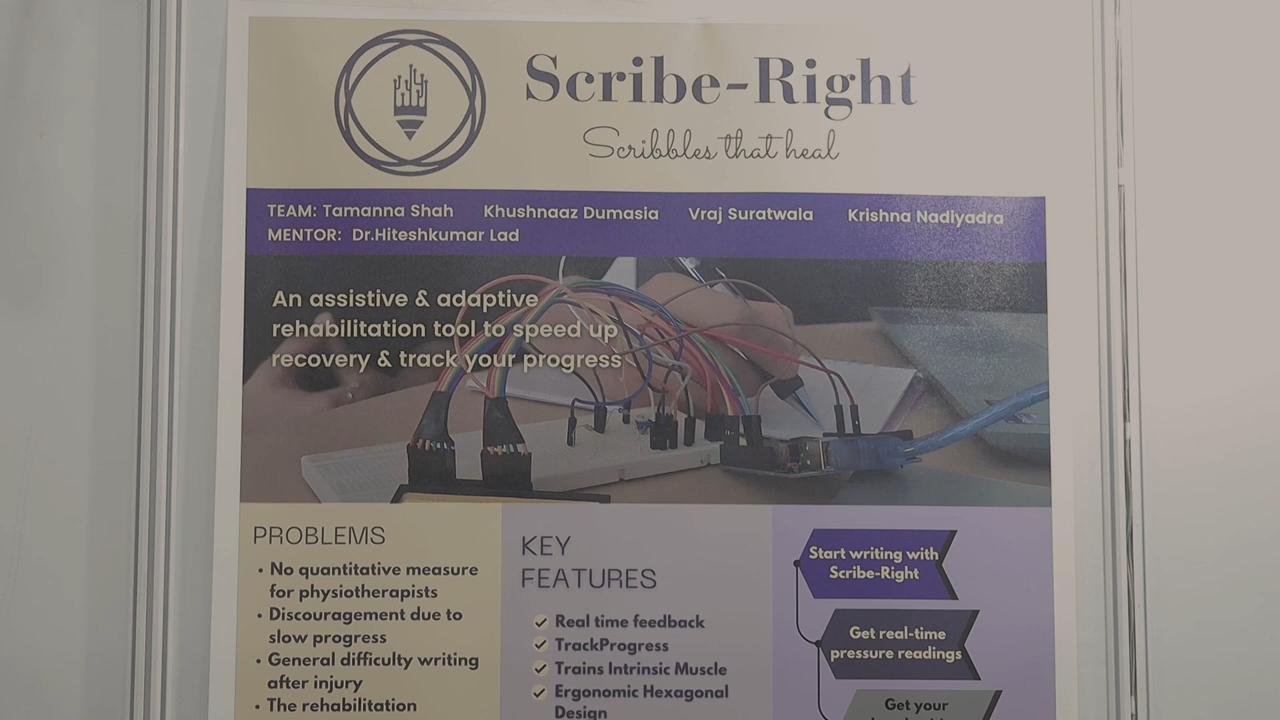 Scribe-Right
Scribbles that heal
TEAM: Tamanna Shah Khushnaaz Dumasia Vraj Suratwala Krishna Nadiyadra
MENTOR: Dr.Hiteshkumar Lad
An assistive & adaptive
rehabilitation tool to speed up
recovery & track your progress
PROBLEMS
• No quantitative measure
for physiotherapists
• Discouragement due to
slow progress
• General difficulty writing
after injury
• The rehabilitation
KEY
FEATURES
Real time feedback
TrackProgress
Trains Intrinsic Muscle
Ergonomic Hexagonal
Design
Start writing with
Scribe-Right
Get real-time
pressure readings
Get your